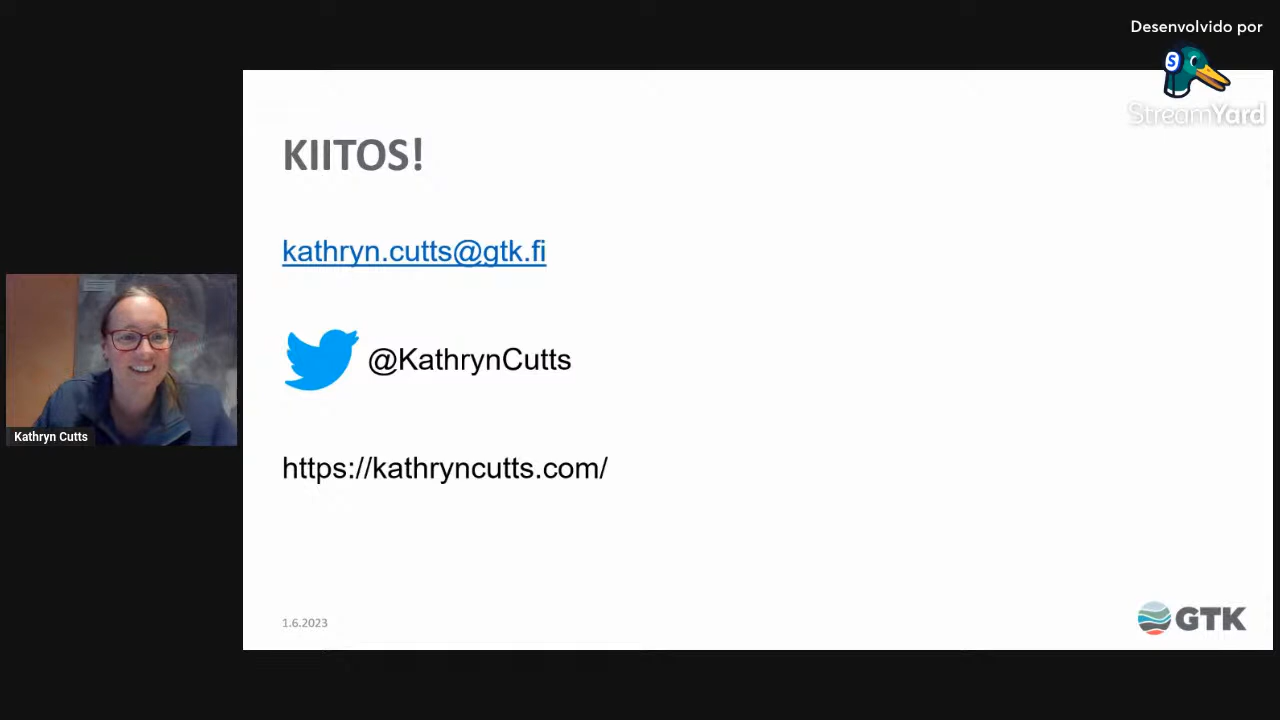 Desenvolvido por
StreamYard
KIITOS!
kathryn.cutts@gtk.fi
@KathrynCutts
https://kathryncutts.com/
Kathryn Cutts
1.6.2023
GTK